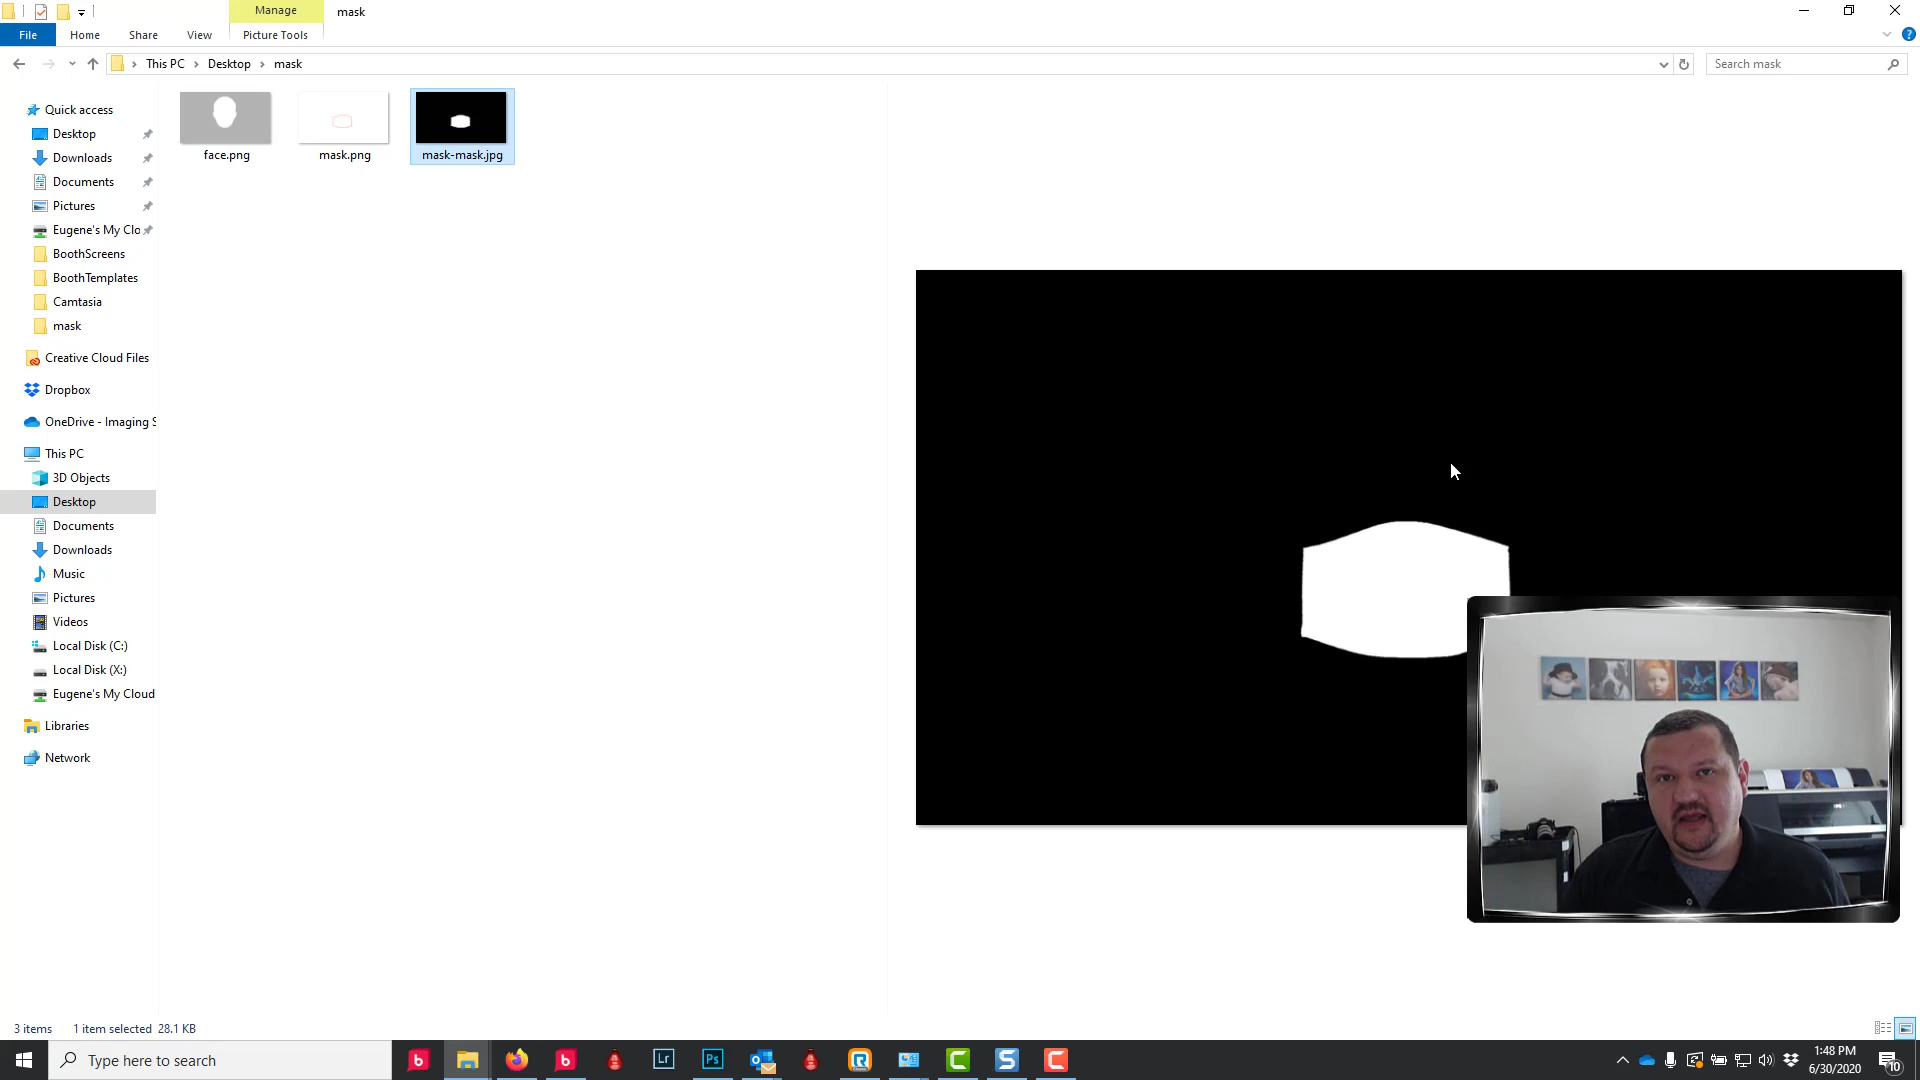 Manage
mask
File
Home
Share
View
Picture Tools
This PC
Desktop
mask
Search mask
Quick access
Desktop
Downloads
Documents
Pictures
Eugene's My Clo
BoothScreens
BoothTemplates
Camtasia
mask
Creative Cloud Files
Dropbox
OneDrive - Imaging S
This PC
3D Objects
Desktop
Documents
Downloads
Music
Pictures
Videos
Local Disk (C:)
Local Disk (X:)
Eugene's My Cloud
Libraries
Network
face.png
mask.png
mask-mask.jpg
3 items
1 item selected 28.1 KB
Type here to search
b
b
Lr
Ps
R
C
S
C
1:48 PM
6/30/2020
10